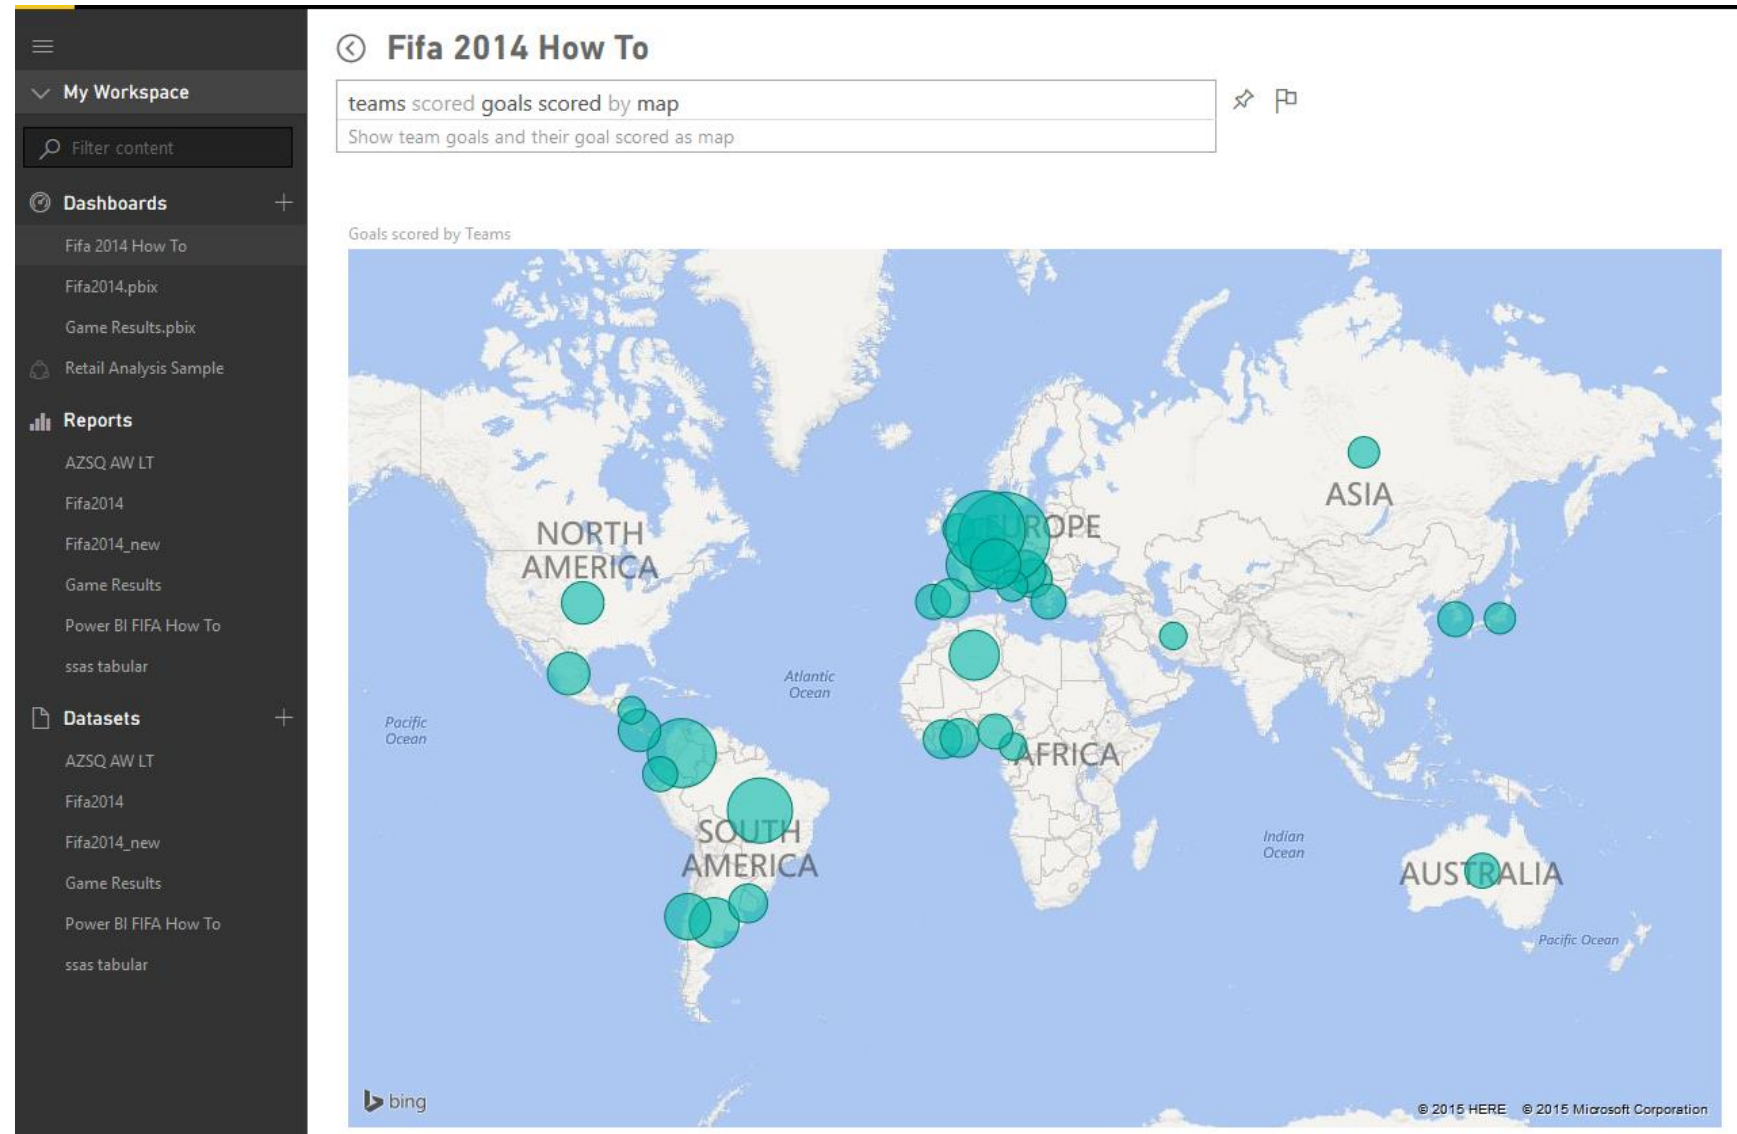 Fifa 2014 How To
My Workspace
teams scored goals scored by map
Show team goals and their goal scored as map
Filter content
Dashboards
Fifa 2014 How To
Fifa2014.pbix
Game Results.pbix
Retail Analysis Sample
Reports
AZSQ AW LT
Fifa2014
Fifa2014_new
Game Results
Power BI FIFA How To
ssas tabular
Datasets
AZSQ AW LT
Fifa2014
Fifa2014_new
Game Results
Power BI FIFA How To
ssas tabular
Goals scored by Teams
NORTH
AMERICA
EUROPE
ASIA
Atlantic
Ocean
Pacific
Ocean
AFRICA
SOUTH
AMERICA
Indian
Ocean
AUSTRALIA
Pacific Ocean
bing
© 2015 HERE © 2015 Microsoft Corporation